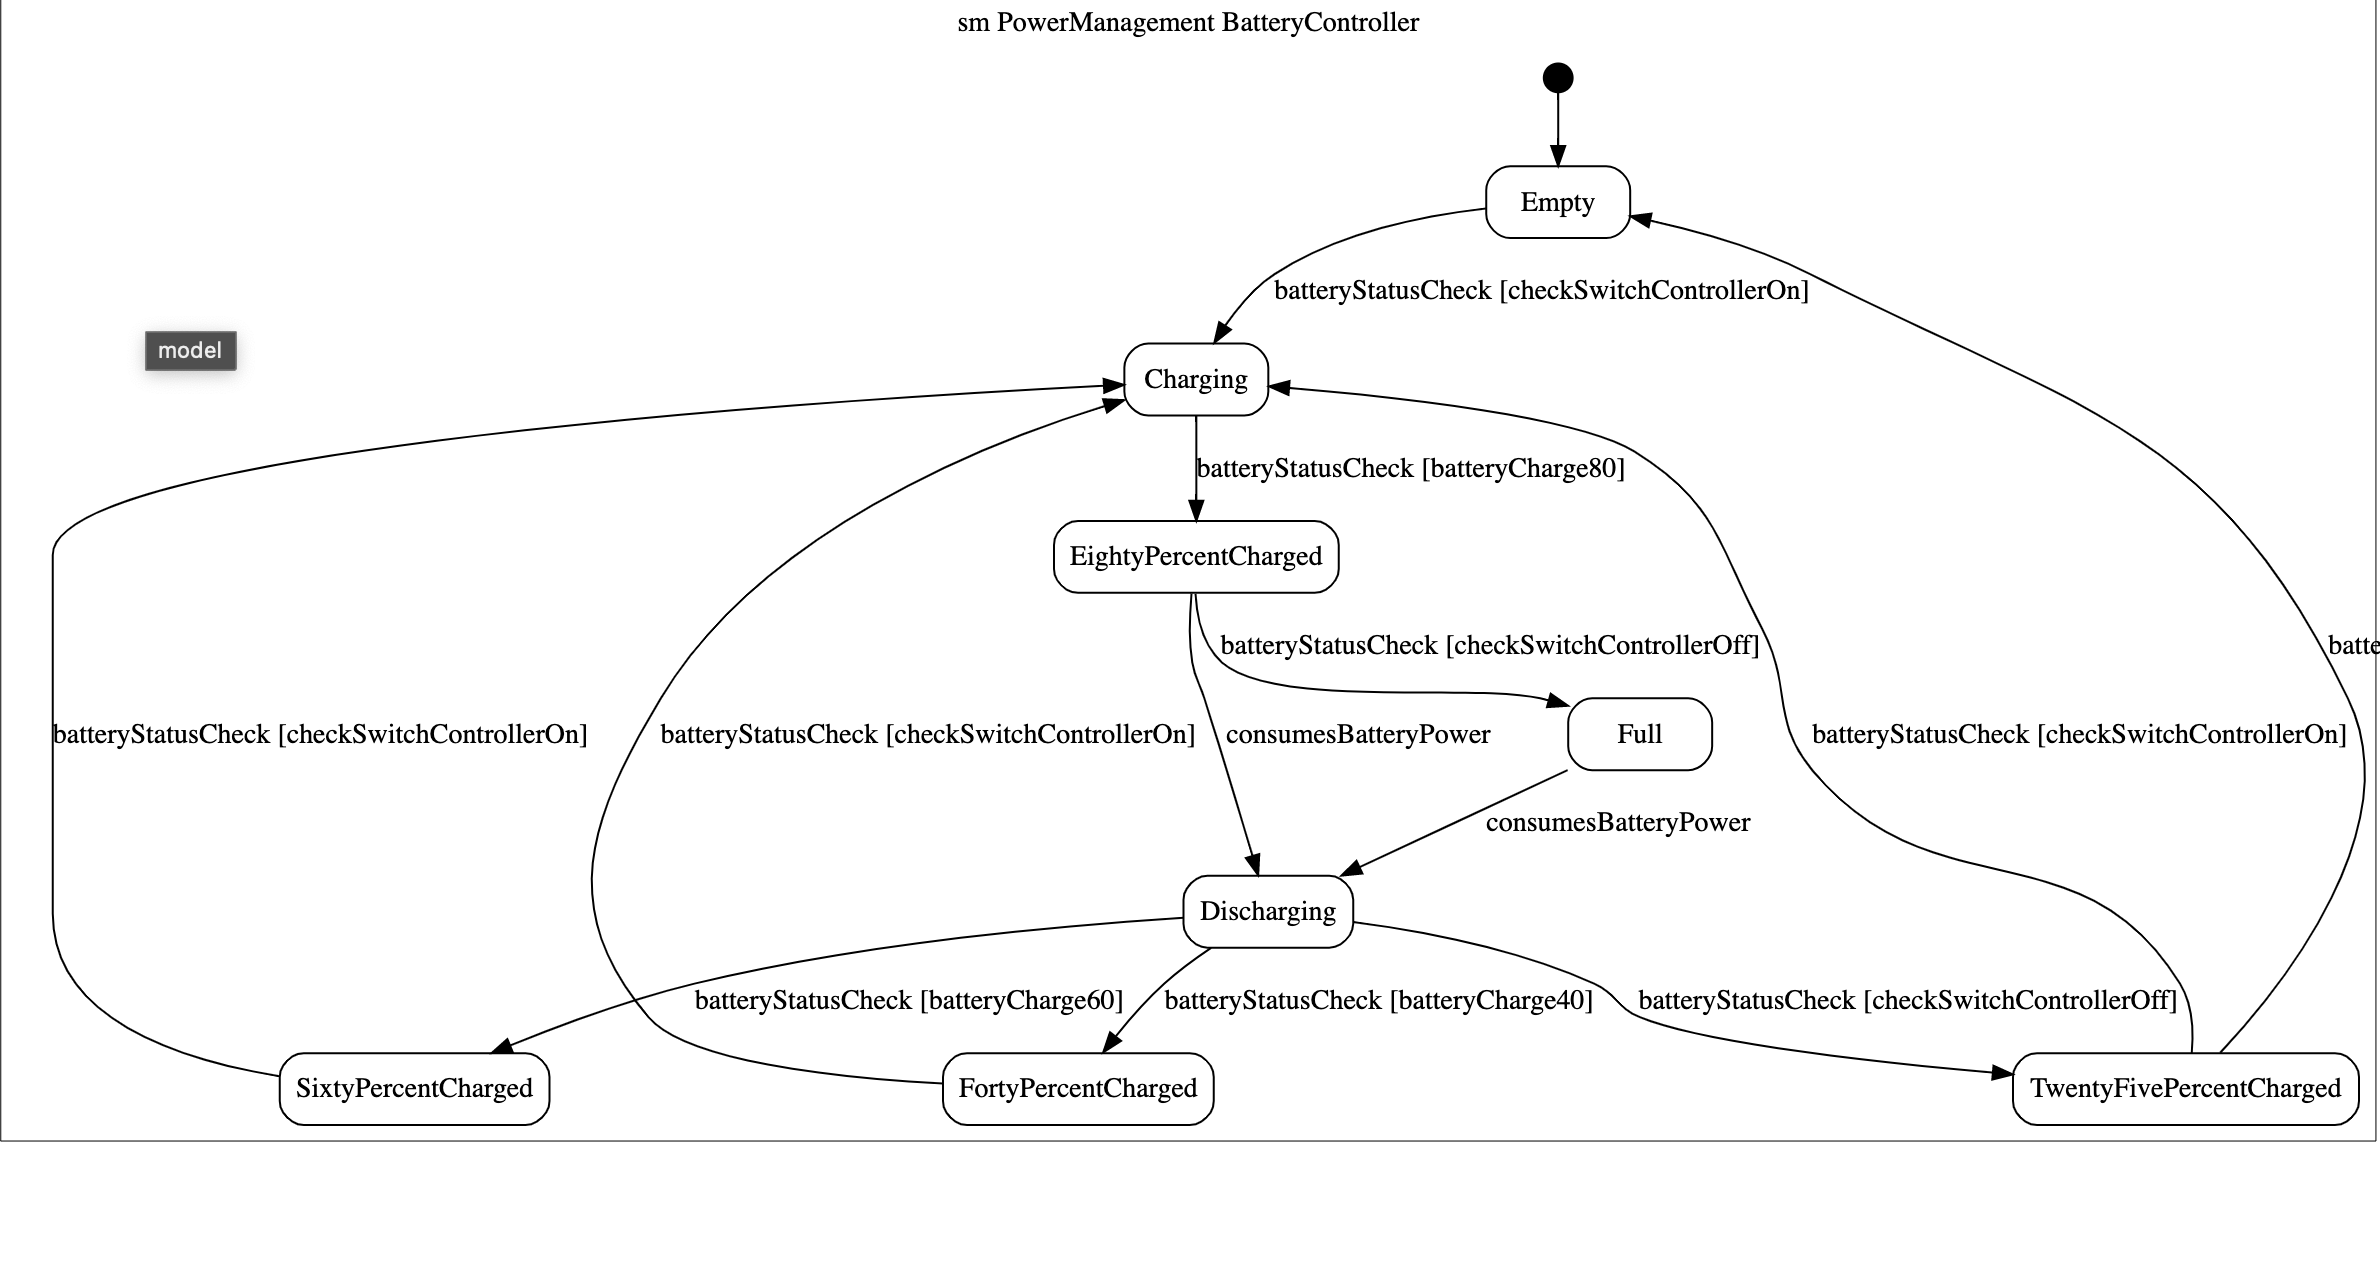 sm PowerManagement BatteryController
Empty
batteryStatusCheck [checkSwitchControllerOn]
model
Charging
batteryStatusCheck [batteryCharge80]
EightyPercentCharged
batteryStatusCheck [checkSwitchControllerOff]
batte
batteryStatusCheck [checkSwitchControllerOn]
batteryStatusCheck [checkSwitchControllerOn]
consumesBatteryPower
Full
batteryStatusCheck [checkSwitchControllerOn]
consumesBatteryPower
Discharging
batteryStatusCheck [batteryCharge60]
batteryStatusCheck [batteryCharge40]
batteryStatusCheck [checkSwitchControllerOff]
SixtyPercentCharged
FortyPercentCharged
TwentyFivePercentCharged